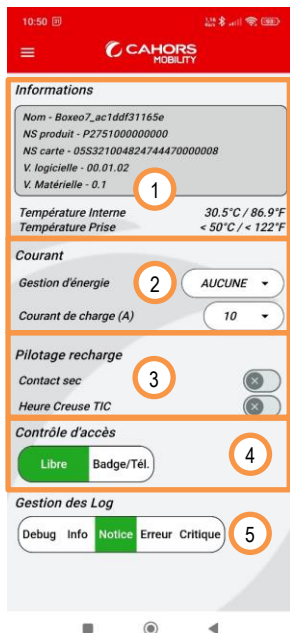 10:50
CAHORS
MOBILITY
Informations
Nom - Boxeo7_ac1ddf31165e
NS produit - P2751000000000
NS carte - 05S321004824744470000008
V. logicielle - 00.01.02
V. Matérielle - 0.1
1
Température Interne 30.5°C / 86.9°F
Température Prise < 50°C / < 122°F
Courant
Gestion d'énergie 2 AUCUNE
Courant de charge (A) 10
Pilotage recharge
Contact sec 3
Heure Creuse TIC
Contrôle d'accès
Libre Badge/Tél. 4
Gestion des Log
Debug Info Notice Erreur Critique 5